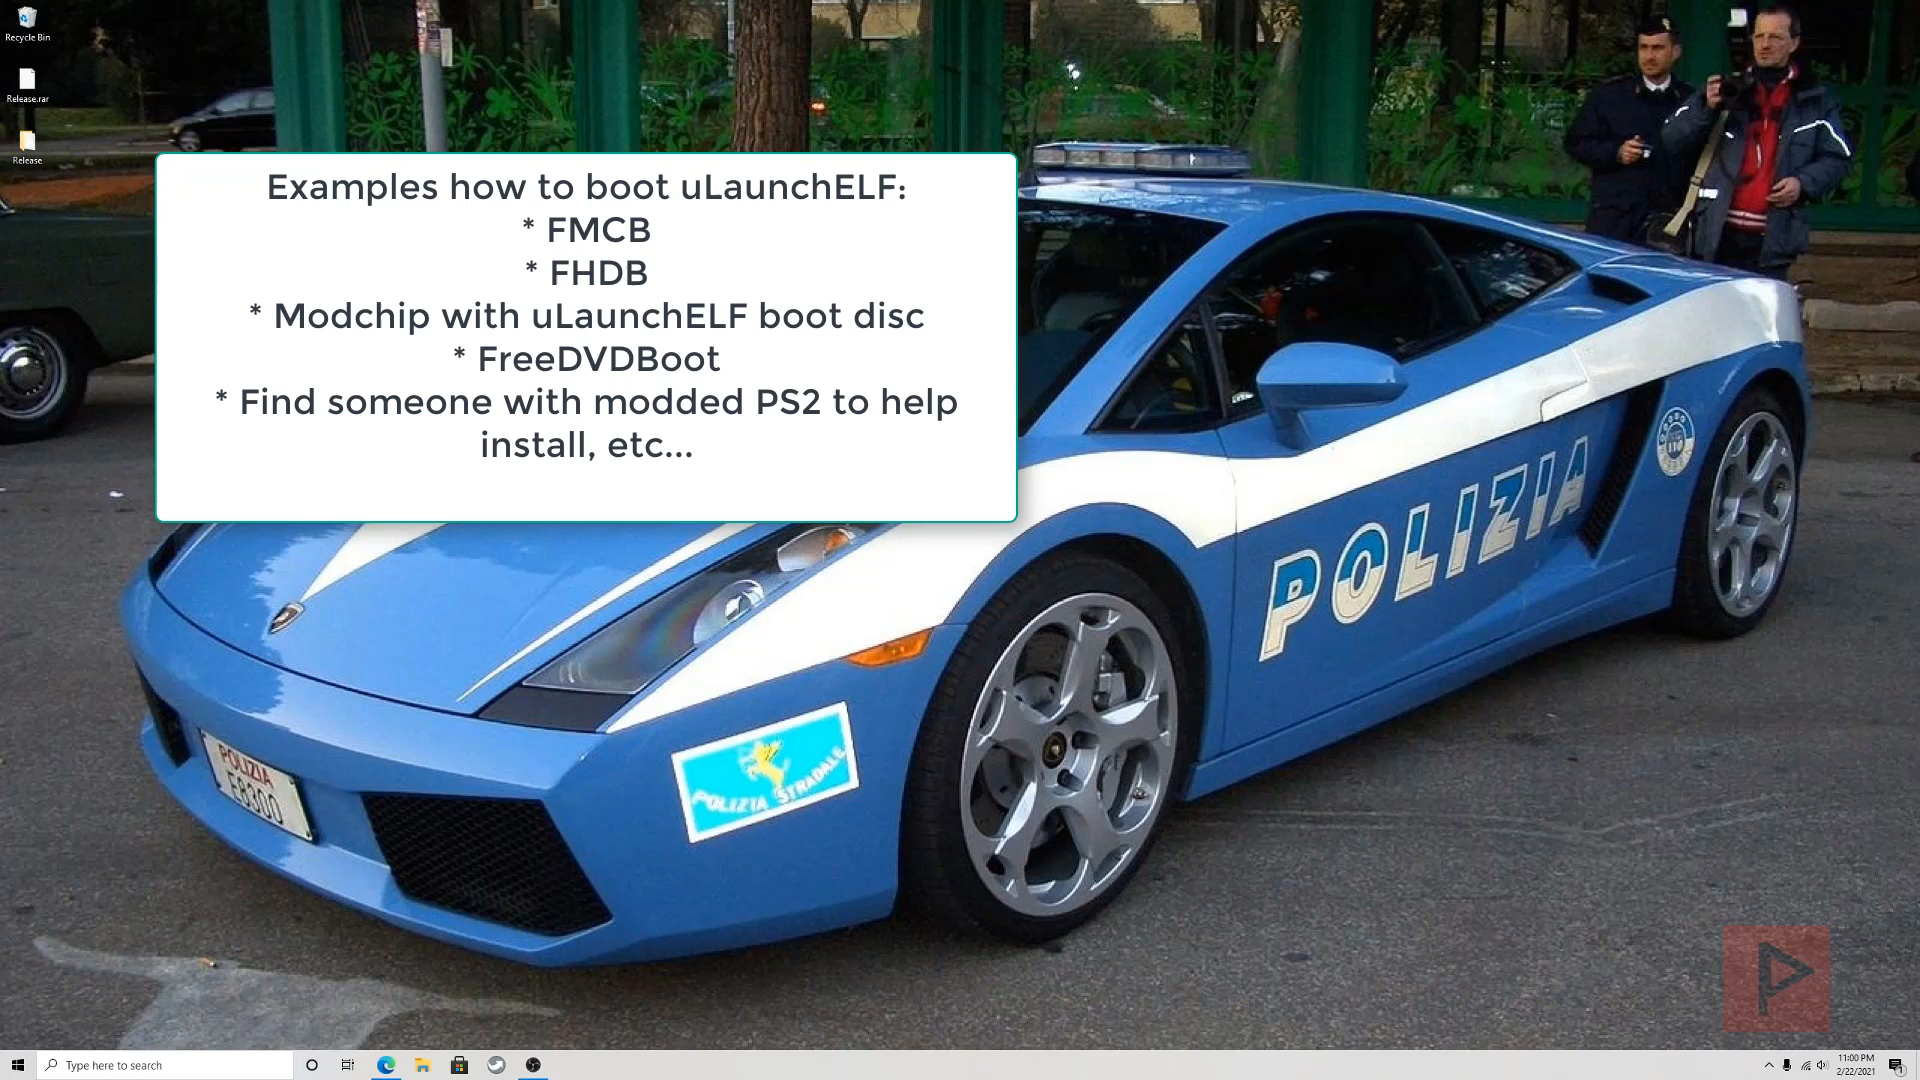 Recycle Bin
Release.rar
Release
Examples how to boot uLaunchELF:
* FMCB
* FHDB
* Modchip with uLaunchELF boot disc
* FreeDVDBoot
* Find someone with modded PS2 to help
install, etc...
POLIZIA
POLIZIA
E8300
POLIZIA STRADALE
Type here to search
11:00 PM
2/22/2021